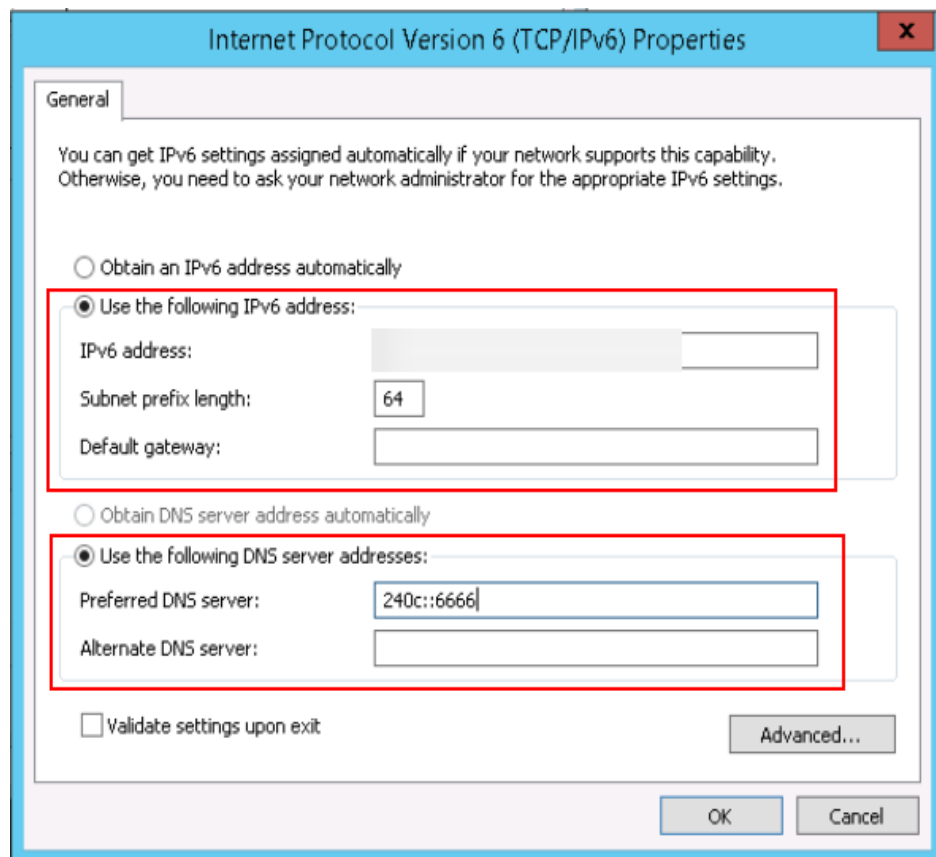 Internet Protocol Version 6 (TCP/IPv6) Properties
x
General
You can get IPv6 settings assigned automatically if your network supports this capability.
Otherwise, you need to ask your network administrator for the appropriate IPv6 settings.
Obtain an IPv6 address automatically
Use the following IPv6 address:
IPv6 address:
Subnet prefix length: 64
Default gateway:
Obtain DNS server address automatically
Use the following DNS server addresses:
Preferred DNS server: 240c::6666
Alternate DNS server:
Validate settings upon exit
Advanced...
OK Cancel